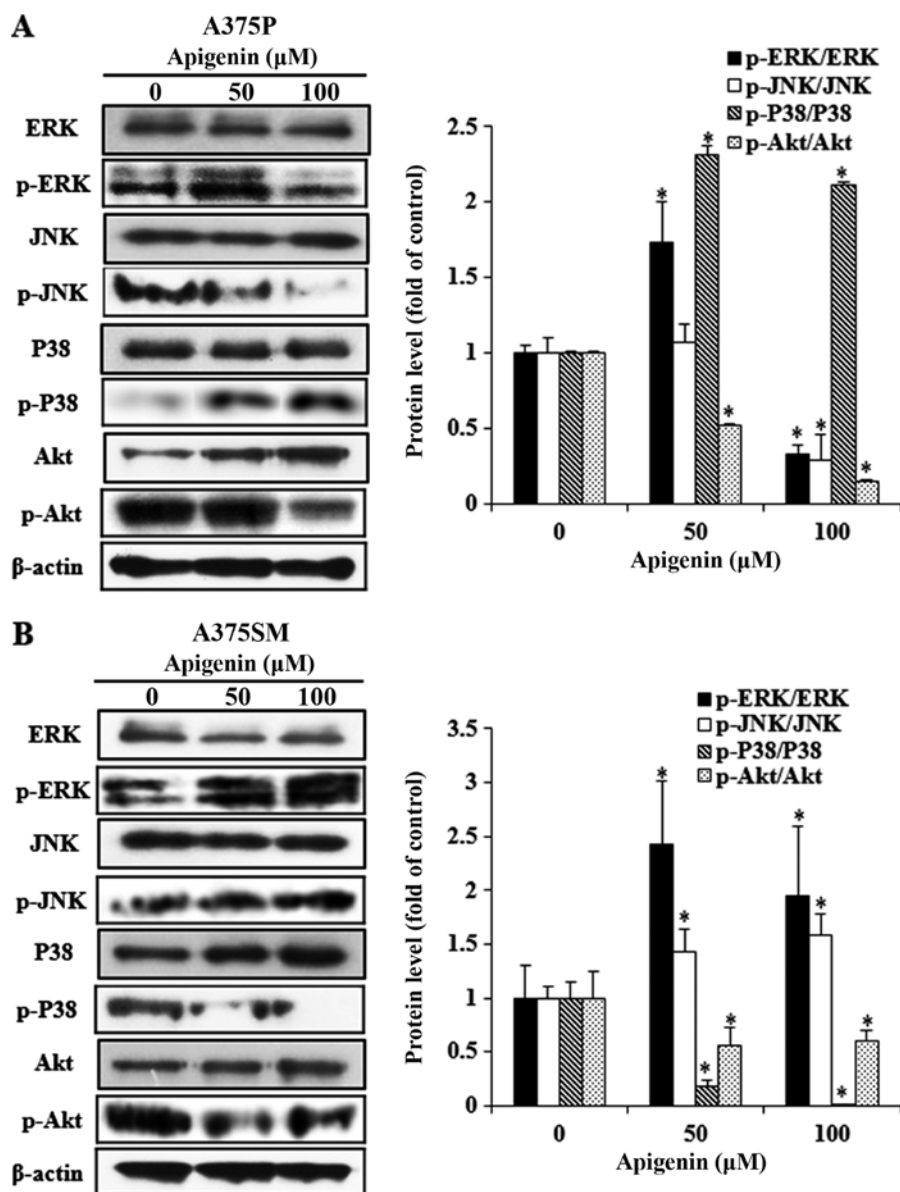 A
A375P
Apigenin (μM)
0 50 100
ERK
p-ERK
JNK
p-JNK
P38
p-P38
Akt
p-Akt
β-actin
p-ERK/ERK
p-JNK/JNK
p-P38/P38
p-Akt/Akt
Protein level (fold of control)
2.5
2
1.5
1
0.5
0
* * *
* * * *
0 50 100
Apigenin (μM)
B
A375SM
Apigenin (μM)
0 50 100
ERK
p-ERK
JNK
p-JNK
P38
p-P38
Akt
p-Akt
β-actin
p-ERK/ERK
p-JNK/JNK
p-P38/P38
p-Akt/Akt
Protein level (fold of control)
3.5
3
2.5
2
1.5
1
0.5
0
* * * *
* * * *
0 50 100
Apigenin (μM)